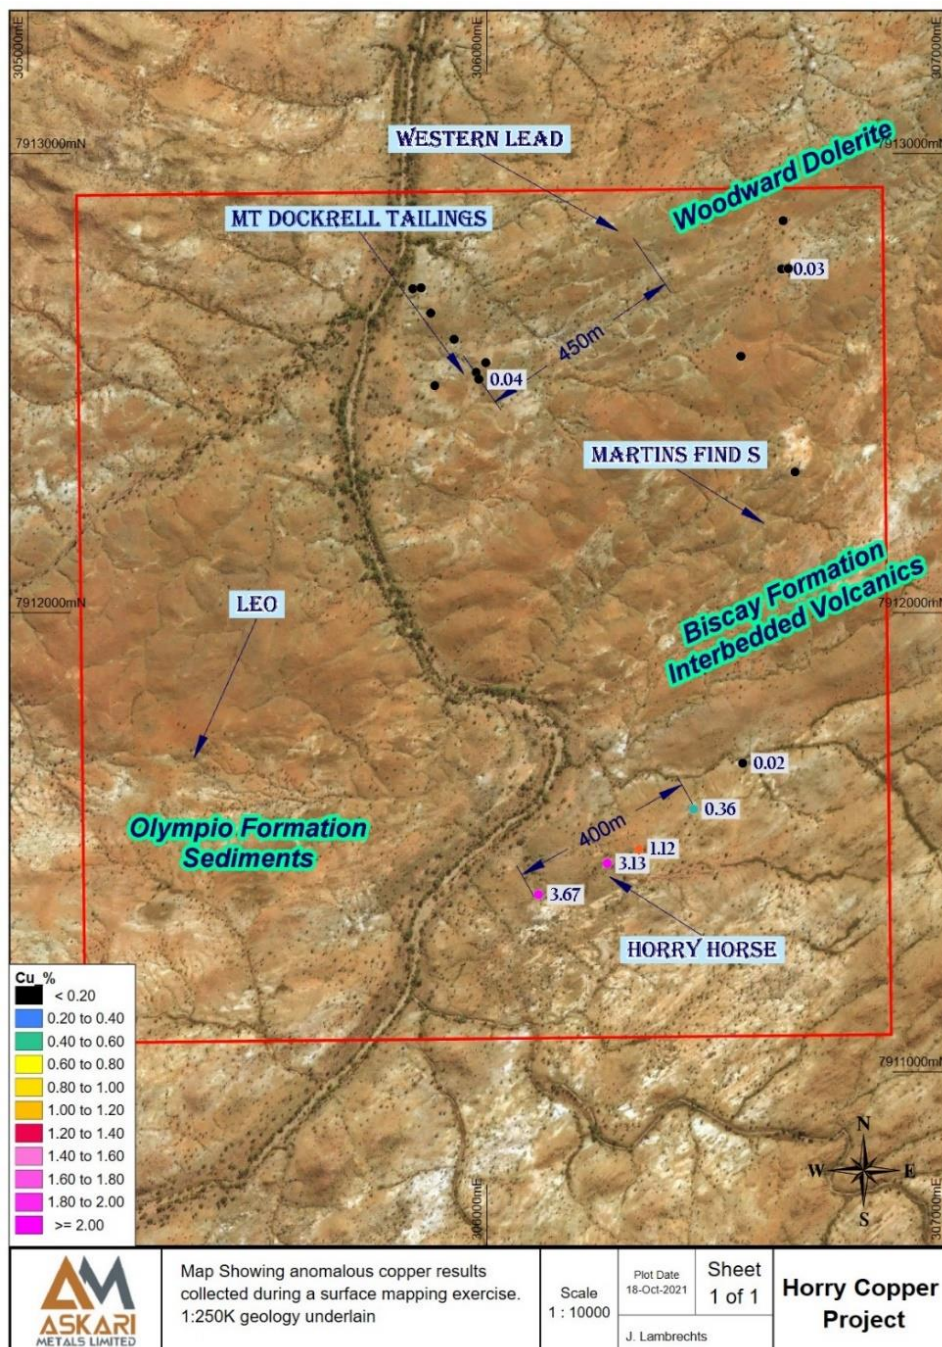 305000mE
306000mE
307000mE
7913000mN
7913000mN
WESTERN LEAD
Woodward Dolerite
MT DOCKRELL TAILINGS
0.03
450m
0.04
MARTINS FIND S
7912000mN
7912000mN
LEO
Biscay Formation
Interbedded Volcanics
0.02
0.36
400m
Olympio Formation
Sediments
1.12
3.13
3.67
HORRY HORSE
Cu_%
< 0.20
0.20 to 0.40
0.40 to 0.60
0.60 to 0.80
0.80 to 1.00
1.00 to 1.20
1.20 to 1.40
1.40 to 1.60
1.60 to 1.80
1.80 to 2.00
>= 2.00
7911000mN
N
W
E
S
306000mE
307000mE
AM
ASKARI
METALS LIMITED
Map Showing anomalous copper results
collected during a surface mapping exercise.
1:250K geology underlain
Scale
1 : 10000
Plot Date
18-Oct-2021
Sheet
1 of 1
J. Lambrechts
Horry Copper
Project